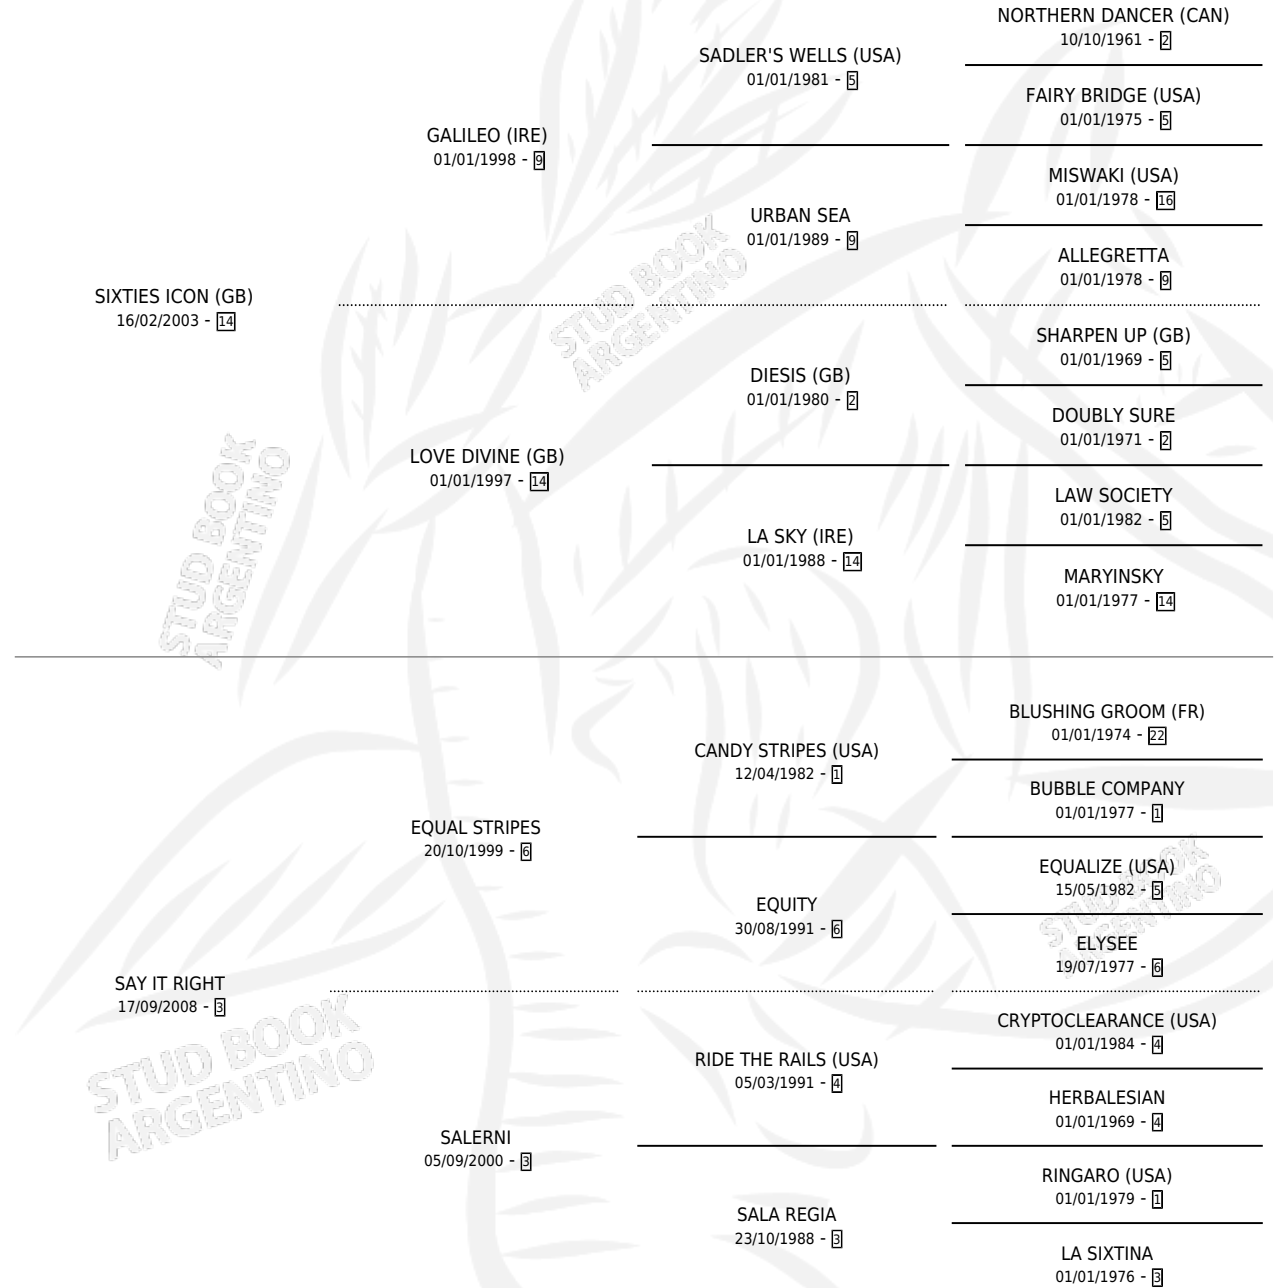 NORTHERN DANCER (CAN)
10/10/1961 - 2
SADLER'S WELLS (USA)
01/01/1981 - 5
FAIRY BRIDGE (USA)
01/01/1975 - 5
GALILEO (IRE)
01/01/1998 - 9
MISWAKI (USA)
01/01/1978 - 16
URBAN SEA
01/01/1989 - 9
ALLEGRETTA
01/01/1978 - 9
SIXTIES ICON (GB)
16/02/2003 - 14
STUD BOOK
ARGENTINO
SHARPEN UP (GB)
01/01/1969 - 5
DIESIS (GB)
01/01/1980 - 2
DOUBLY SURE
01/01/1971 - 2
LOVE DIVINE (GB)
01/01/1997 - 14
STUD BOOK
ARGENTINO
LAW SOCIETY
01/01/1982 - 5
LA SKY (IRE)
01/01/1988 - 14
MARYINSKY
01/01/1977 - 14
BLUSHING GROOM (FR)
01/01/1974 - 22
CANDY STRIPES (USA)
12/04/1982 - 1
BUBBLE COMPANY
01/01/1977 - 1
EQUAL STRIPES
20/10/1999 - 6
EQUALIZE (USA)
15/05/1982 - 5
EQUITY
30/08/1991 - 6
STUD BOOK
ARGENTINO
ELYSEE
19/07/1977 - 6
SAY IT RIGHT
17/09/2008 - 3
STUD BOOK
ARGENTINO
CRYPTOCLEARANCE (USA)
01/01/1984 - 4
RIDE THE RAILS (USA)
05/03/1991 - 4
HERBALESIAN
01/01/1969 - 4
SALERNI
05/09/2000 - 3
RINGARO (USA)
01/01/1979 - 1
SALA REGIA
23/10/1988 - 3
LA SIXTINA
01/01/1976 - 3